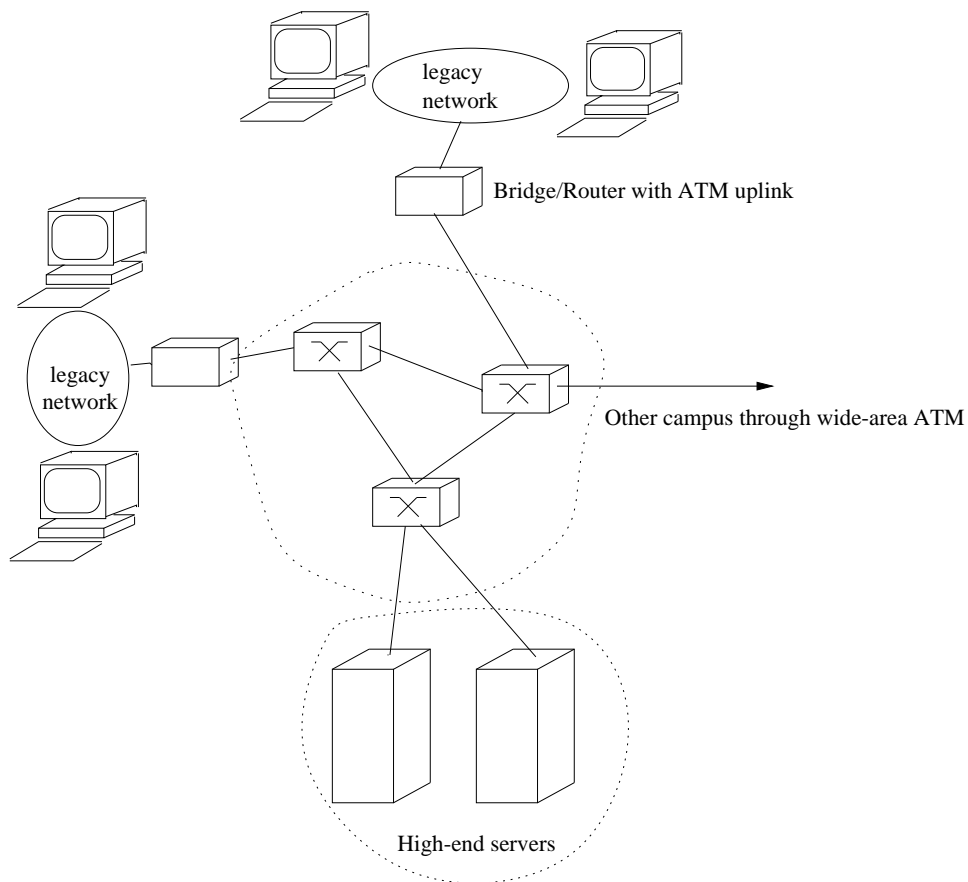 legacy
network
Bridge/Router with ATM uplink
legacy
network
Other campus through wide-area ATM
High-end servers